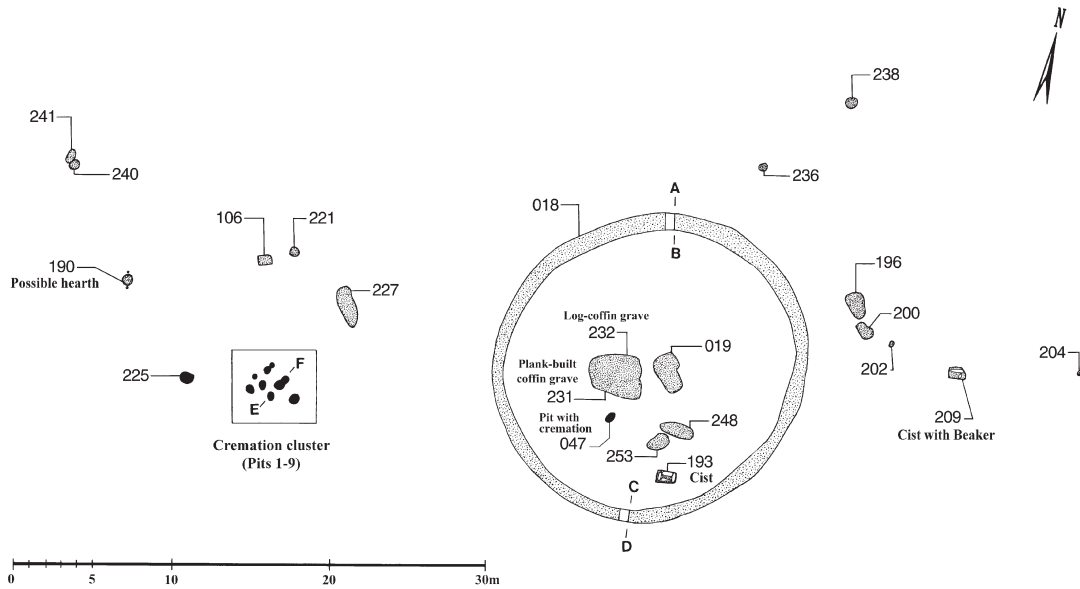 N
238
241
240
236
A
018
B
106
221
190
Possible hearth
227
196
200
202
204
209
Cist with Beaker
Log-coffin grave
232
019
Plank-built
coffin grave
231
Pit with
cremation
047
248
253
193
Cist
C
D
225
F
E
Cremation cluster
(Pits 1-9)
0 5 10 20 30m